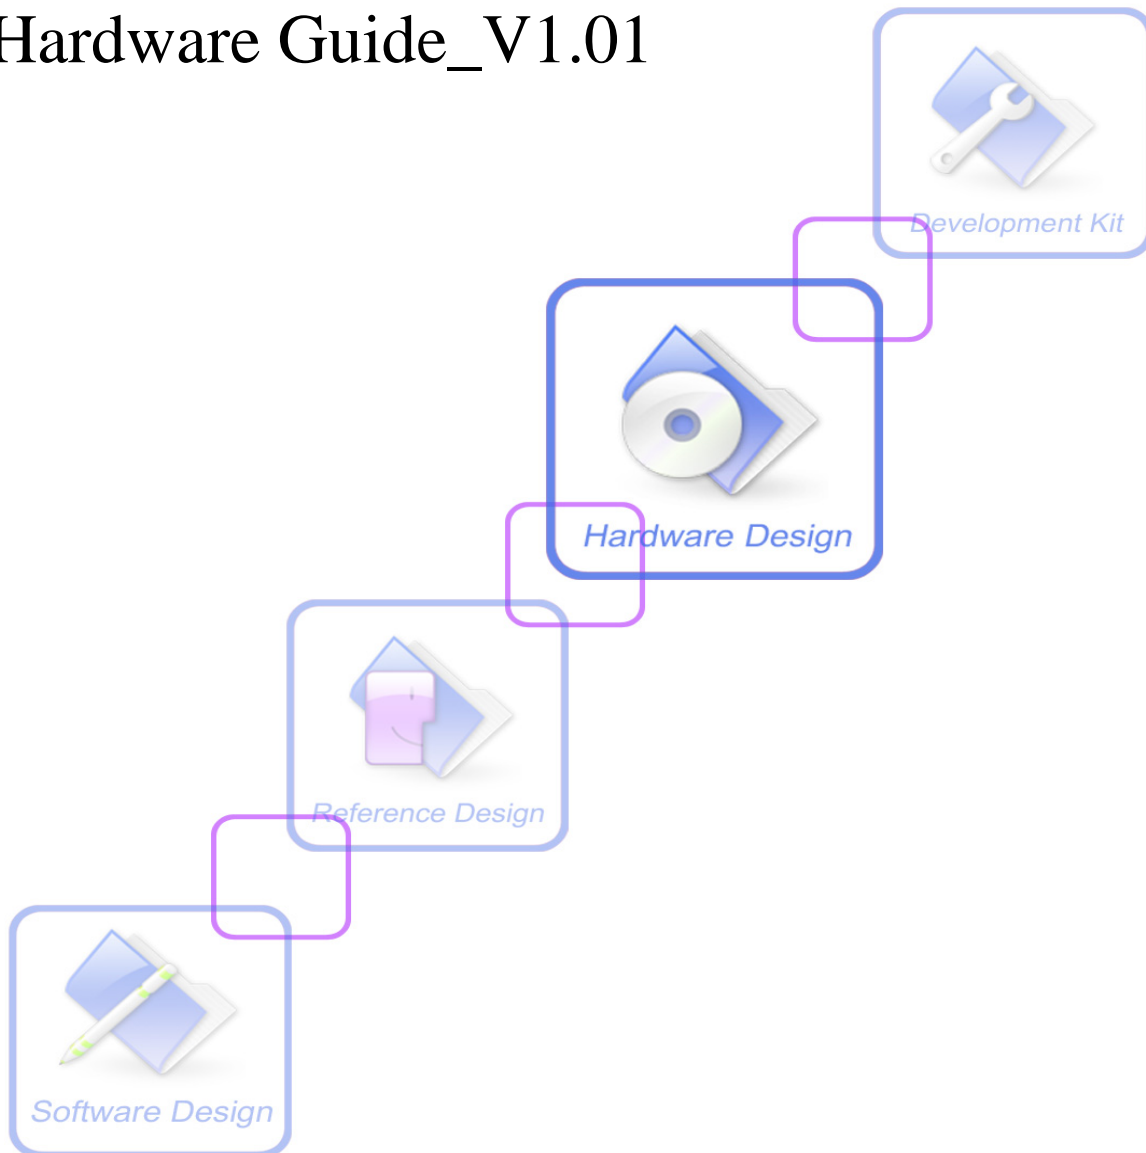 Hardware Guide_V1.01
Development Kit
Hardware Design
Reference Design
Software Design